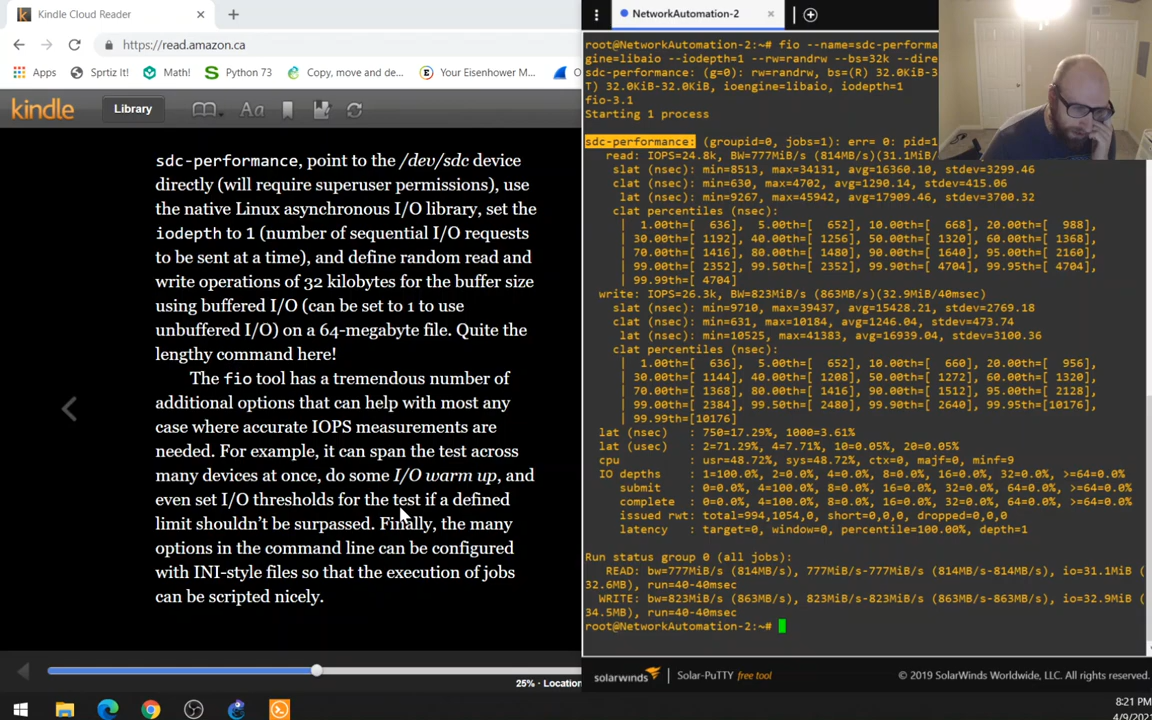 Kindle Cloud Reader
NetworkAutomation-2
https://read.amazon.ca
Apps
Sprtiz It!
Math!
Python 73
Copy, move and de...
Your Eisenhower M...
kindle
Library
Aa
sdc-performance, point to the /dev/sdc device
directly (will require superuser permissions), use
the native Linux asynchronous I/O library, set the
iodepth to 1 (number of sequential I/O requests
to be sent at a time), and define random read and
write operations of 32 kilobytes for the buffer size
using buffered I/O (can be set to 1 to use
unbuffered I/O) on a 64-megabyte file. Quite the
lengthy command here!
The fio tool has a tremendous number of
additional options that can help with most any
case where accurate IOPS measurements are
needed. For example, it can span the test across
many devices at once, do some I/O warm up, and
even set I/O thresholds for the test if a defined
limit shouldn't be surpassed. Finally, the many
options in the command line can be configured
with INI-style files so that the execution of jobs
can be scripted nicely.
25% · Location
root@NetworkAutomation-2:~# fio --name=sdc-performa
gine=libaio --iodepth=1 --rw=randrw --bs=32k --dire
sdc-performance: (g=0): rw=randrw, bs=(R) 32.0KiB-3
T) 32.0KiB-32.0KiB, ioengine=libaio, iodepth=1
fio-3.1
Starting 1 process
sdc-performance: (groupid=0, jobs=1): err= 0: pid=1
read: IOPS=24.8k, BW=777MiB/s (814MB/s)(31.1MiB/
slat (nsec): min=8513, max=34131, avg=16360.10, stdev=3299.46
clat (nsec): min=630, max=4702, avg=1290.14, stdev=415.06
lat (nsec): min=9267, max=45942, avg=17909.46, stdev=3700.32
clat percentiles (nsec):
| 1.00th=[ 636], 5.00th=[ 652], 10.00th=[ 668], 20.00th=[ 988],
| 30.00th=[ 1192], 40.00th=[ 1256], 50.00th=[ 1320], 60.00th=[ 1368],
| 70.00th=[ 1416], 80.00th=[ 1480], 90.00th=[ 1640], 95.00th=[ 2160],
| 99.00th=[ 2352], 99.50th=[ 2352], 99.90th=[ 4704], 99.95th=[ 4704],
| 99.99th=[ 4704]
write: IOPS=26.3k, BW=823MiB/s (863MB/s)(32.9MiB/40msec)
slat (nsec): min=9710, max=39437, avg=15428.21, stdev=2769.18
clat (nsec): min=631, max=10184, avg=1246.04, stdev=473.74
lat (nsec): min=10525, max=41383, avg=16939.04, stdev=3100.36
clat percentiles (nsec):
| 1.00th=[ 636], 5.00th=[ 652], 10.00th=[ 660], 20.00th=[ 956],
| 30.00th=[ 1144], 40.00th=[ 1208], 50.00th=[ 1272], 60.00th=[ 1320],
| 70.00th=[ 1368], 80.00th=[ 1416], 90.00th=[ 1512], 95.00th=[ 2128],
| 99.00th=[ 2384], 99.50th=[ 2480], 99.90th=[ 2640], 99.95th=[10176],
| 99.99th=[10176]
lat (nsec) : 750=17.29%, 1000=3.61%
lat (usec) : 2=71.29%, 4=7.71%, 10=0.05%, 20=0.05%
cpu : usr=48.72%, sys=48.72%, ctx=0, majf=0, minf=9
IO depths : 1=100.0%, 2=0.0%, 4=0.0%, 8=0.0%, 16=0.0%, 32=0.0%, >=64=0.0%
submit : 0=0.0%, 4=100.0%, 8=0.0%, 16=0.0%, 32=0.0%, 64=0.0%, >=64=0.0%
complete : 0=0.0%, 4=100.0%, 8=0.0%, 16=0.0%, 32=0.0%, 64=0.0%, >=64=0.0%
issued rwt: total=994,1054,0, short=0,0,0, dropped=0,0,0
latency : target=0, window=0, percentile=100.00%, depth=1
Run status group 0 (all jobs):
READ: bw=777MiB/s (814MB/s), 777MiB/s-777MiB/s (814MB/s-814MB/s), io=31.1MiB (
32.6MB), run=40-40msec
WRITE: bw=823MiB/s (863MB/s), 823MiB/s-823MiB/s (863MB/s-863MB/s), io=32.9MiB (
34.5MB), run=40-40msec
root@NetworkAutomation-2:~#
solarwinds
Solar-PuTTY free tool
© 2019 SolarWinds Worldwide, LLC. All rights reserved.
8:21 PM